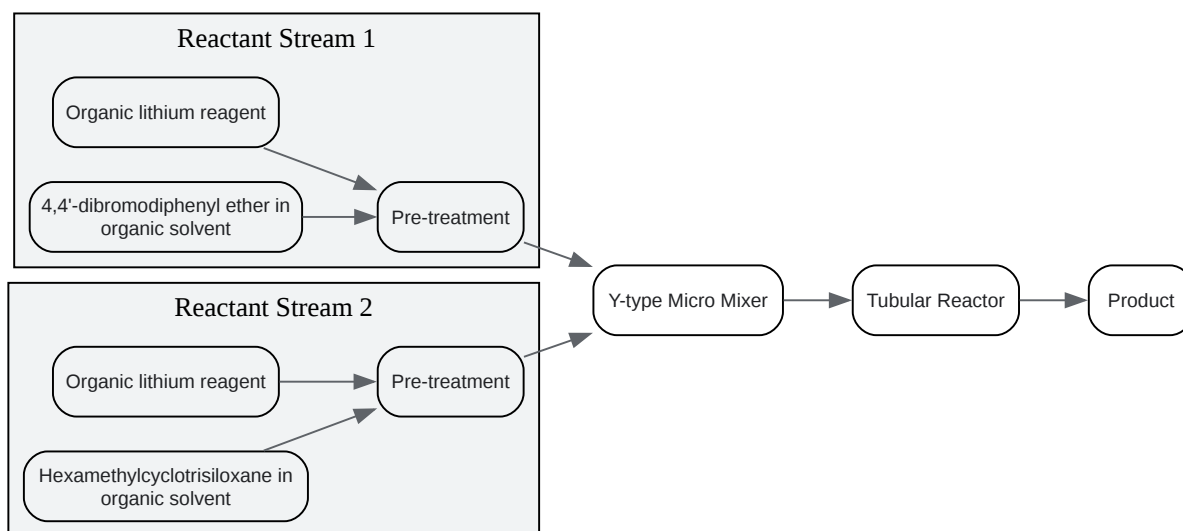 Reactant Stream 1
Organic lithium reagent
4,4'-dibromodiphenyl ether in
organic solvent
Pre-treatment
Reactant Stream 2
Organic lithium reagent
Pre-treatment
Hexamethylcyclotrisiloxane in
organic solvent
Y-type Micro Mixer
Tubular Reactor
Product